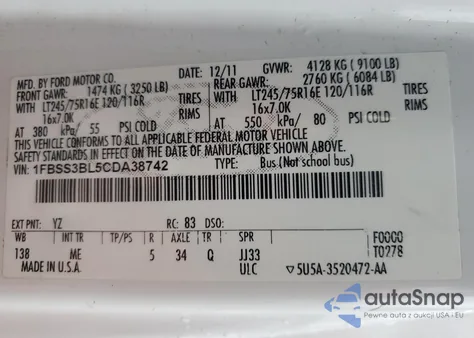 MFD. BY FORD MOTOR CO.
DATE: 12/11 GVWR: 4128 KG ( 9100 LB)
FRONT GAWR: 1474 KG ( 3250 LB) REAR GAWR: 2760 KG ( 6084 LB)
WITH LT245/75R16E 120/116R TIRES WITH LT245/75R16E 120/116R TIRES
16x7.0K RIMS 16x7.0K RIMS
AT 380 kPa/ 55 PSI COLD AT 550 kPa/ 80 PSI COLD
THIS VEHICLE CONFORMS TO ALL APPLICABLE FEDERAL MOTOR VEHICLE
SAFETY STANDARDS IN EFFECT ON THE DATE OF MANUFACTURE SHOWN ABOVE.
VIN: 1FBSS3BL5CDA38742 TYPE: Bus (Not school Bus)
EXT PNT: YZ RC: 83 DSO:
WB INT TR TP/PS R AXLE TR SPR F0000
138 ME 5 34 Q JJ33 T0278
MADE IN U.S.A. ULC ▽5U5A-3520472-AA
autoSnap
Pewne auto z USA i EU